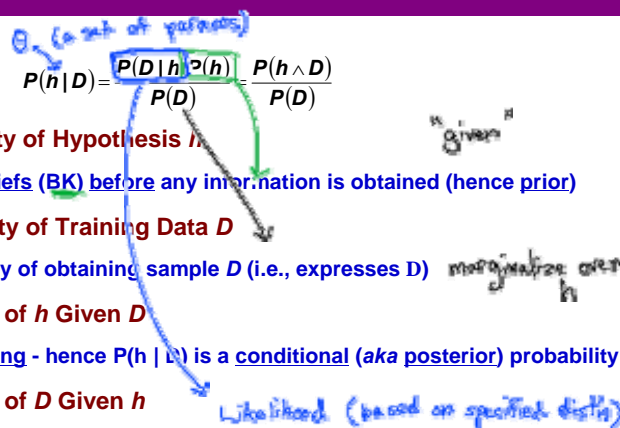 θ, (a set of params)
P(h | D) = P(D | h) P(h) / P(D) = P(h ∧ D) / P(D)
ty of Hypothesis h
"given"
iefs (BK) before any information is obtained (hence prior)
ty of Training Data D
y of obtaining sample D (i.e., expresses D) marginalize over h
of h Given D
ng - hence P(h | D) is a conditional (aka posterior) probability
of D Given h
Likelihood (based on specified distn)